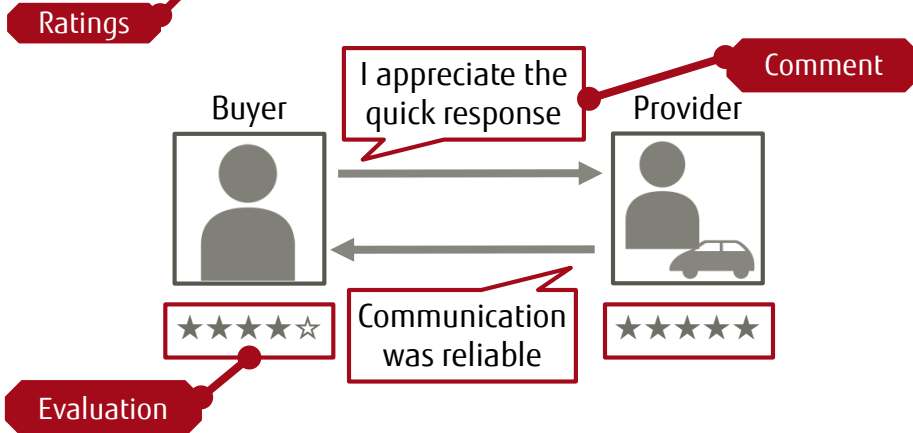 Ratings
I appreciate the
quick response
Comment
Buyer
Provider
Communication
was reliable
★★★★☆
★★★★★
Evaluation